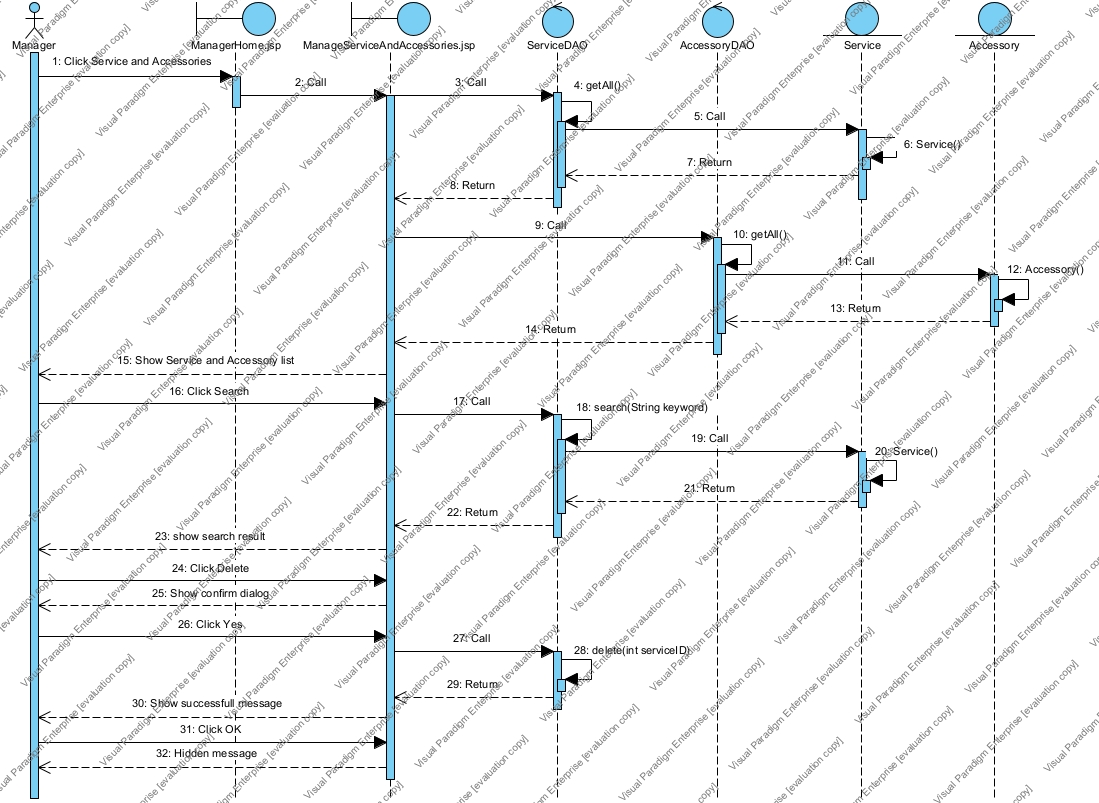 Manager
ManagerHome.jsp
ManageServiceAndAccessories.jsp
ServiceDAO
AccessoryDAO
Service
Accessory
1: Click Service and Accessories
2: Call
3: Call
4: getAll()
5: Call
6: Service()
7: Return
8: Return
9: Call
10: getAll()
11: Call
12: Accessory()
13: Return
14: Return
15: Show Service and Accessory list
16: Click Search
17: Call
18: search(String keyword)
19: Call
20: Service()
21: Return
22: Return
23: show search result
24: Click Delete
25: Show confirm dialog
26: Click Yes
27: Call
28: delete(int serviceID)
29: Return
30: Show successfull message
31: Click OK
32: Hidden message
Visual Paradigm Enterprise [evaluation copy]